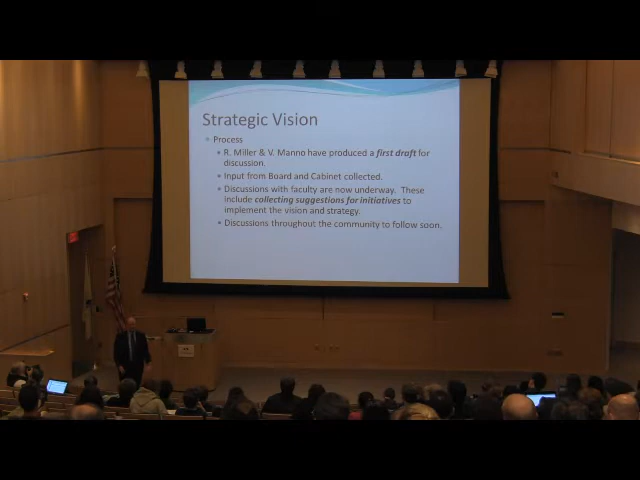 Strategic Vision
Process
R. Miller & V. Manno have produced a first draft for
discussion.
Input from Board and Cabinet collected.
Discussions with faculty are now underway. These
include collecting suggestions for initiatives to
implement the vision and strategy.
Discussions throughout the community to follow soon.